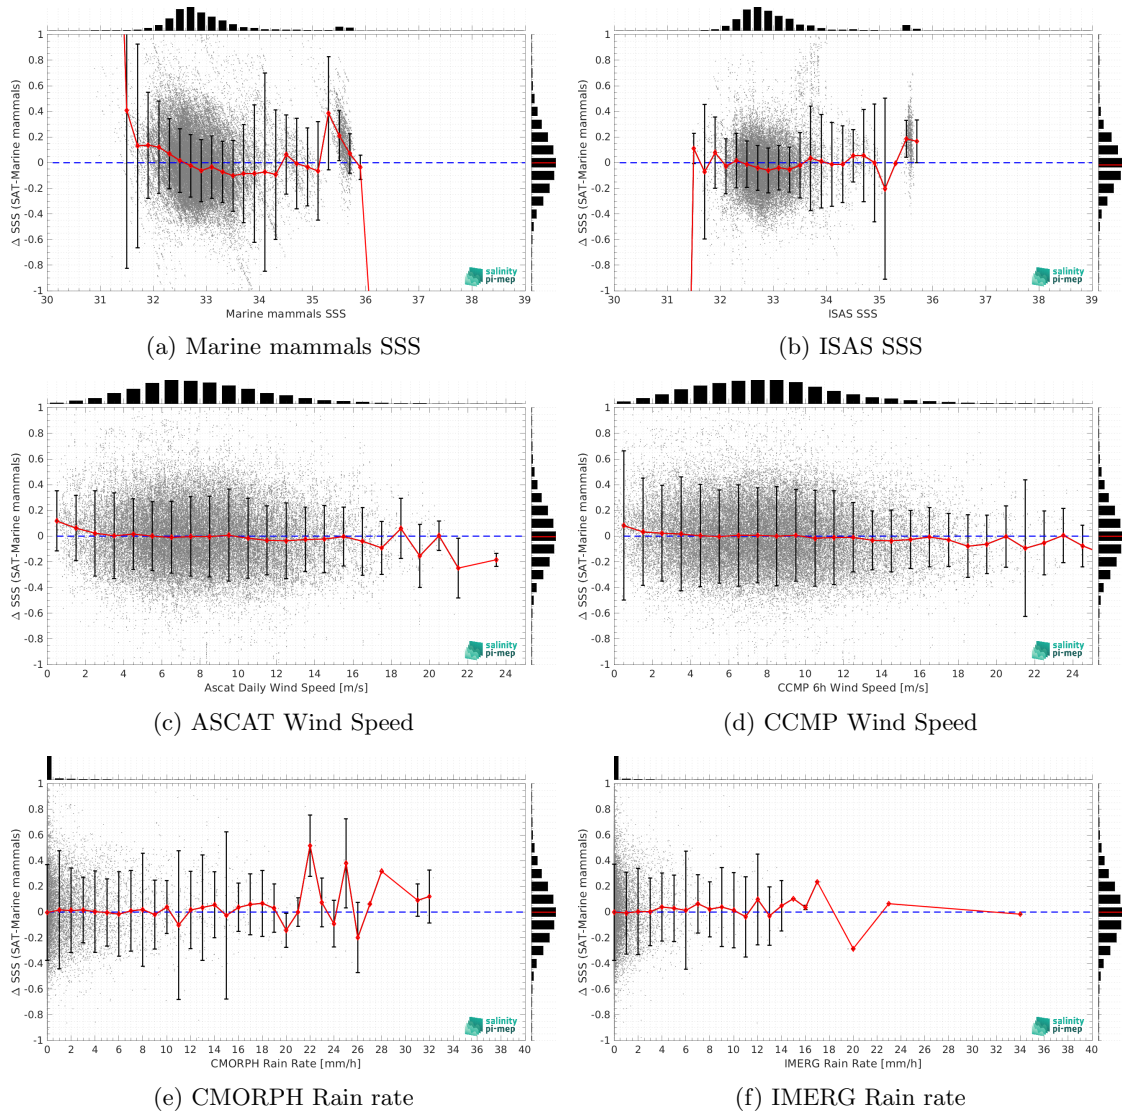 1
0.8
0.6
0.4
0.2
0
-0.2
-0.4
-0.6
-0.8
-1
Δ SSS (SAT-Marine mammals)
30 31 32 33 34 35 36 37 38 39
Marine mammals SSS
salinity
pi-mep
(a) Marine mammals SSS
1
0.8
0.6
0.4
0.2
0
-0.2
-0.4
-0.6
-0.8
-1
Δ SSS (SAT-Marine mammals)
30 31 32 33 34 35 36 37 38 39
ISAS SSS
salinity
pi-mep
(b) ISAS SSS
1
0.8
0.6
0.4
0.2
0
-0.2
-0.4
-0.6
-0.8
-1
Δ SSS (SAT-Marine mammals)
0 2 4 6 8 10 12 14 16 18 20 22 24
Ascat Daily Wind Speed [m/s]
salinity
pi-mep
(c) ASCAT Wind Speed
1
0.8
0.6
0.4
0.2
0
-0.2
-0.4
-0.6
-0.8
-1
Δ SSS (SAT-Marine mammals)
0 2 4 6 8 10 12 14 16 18 20 22 24
CCMP 6h Wind Speed [m/s]
salinity
pi-mep
(d) CCMP Wind Speed
1
0.8
0.6
0.4
0.2
0
-0.2
-0.4
-0.6
-0.8
-1
Δ SSS (SAT-Marine mammals)
0 2 4 6 8 10 12 14 16 18 20 22 24 26 28 30 32 34 36 38 40
CMORPH Rain Rate [mm/h]
salinity
pi-mep
(e) CMORPH Rain rate
1
0.8
0.6
0.4
0.2
0
-0.2
-0.4
-0.6
-0.8
-1
Δ SSS (SAT-Marine mammals)
0 2 4 6 8 10 12 14 16 18 20 22 24 26 28 30 32 34 36 38 40
IMERG Rain Rate [mm/h]
salinity
pi-mep
(f) IMERG Rain rate